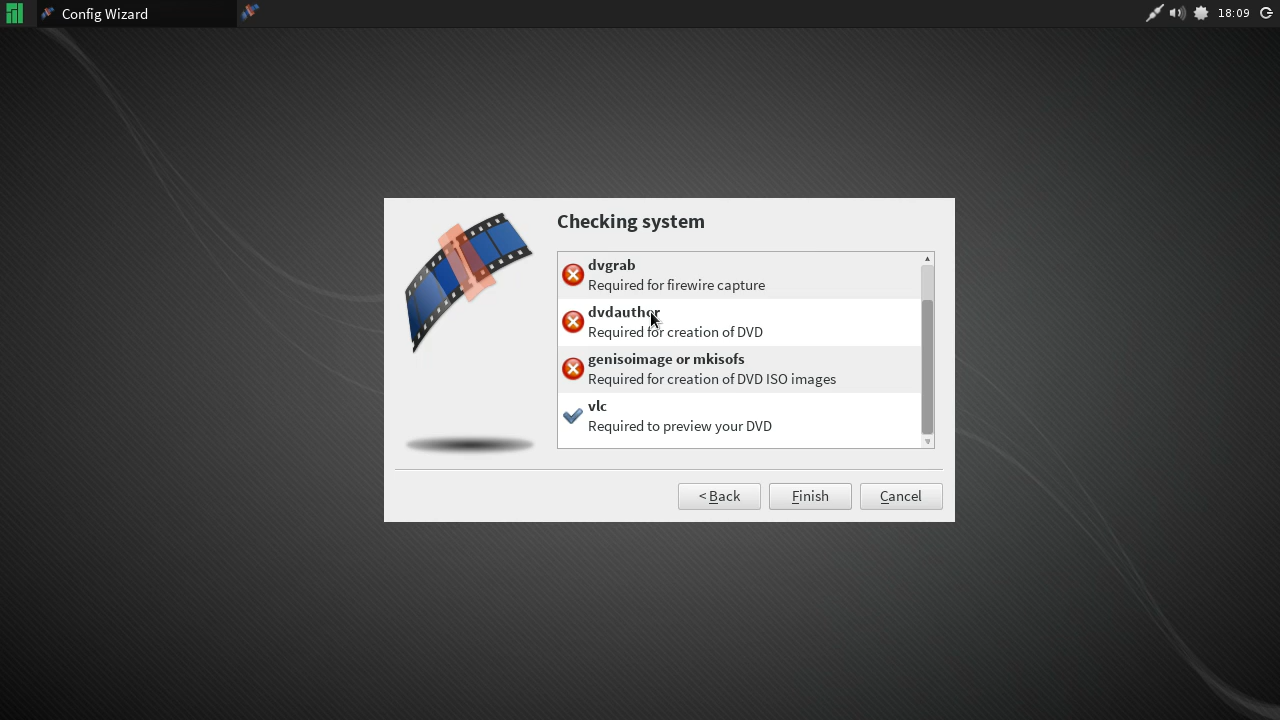 Config Wizard
18:09
Checking system
dvgrab
Required for firewire capture
dvdauthor
Required for creation of DVD
genisoimage or mkisofs
Required for creation of DVD ISO images
vlc
Required to preview your DVD
< Back
Finish
Cancel